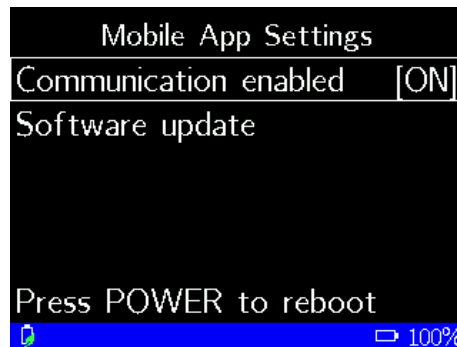 Mobile App Settings
Communication enabled [ON]
Software update
Press POWER to reboot
100%